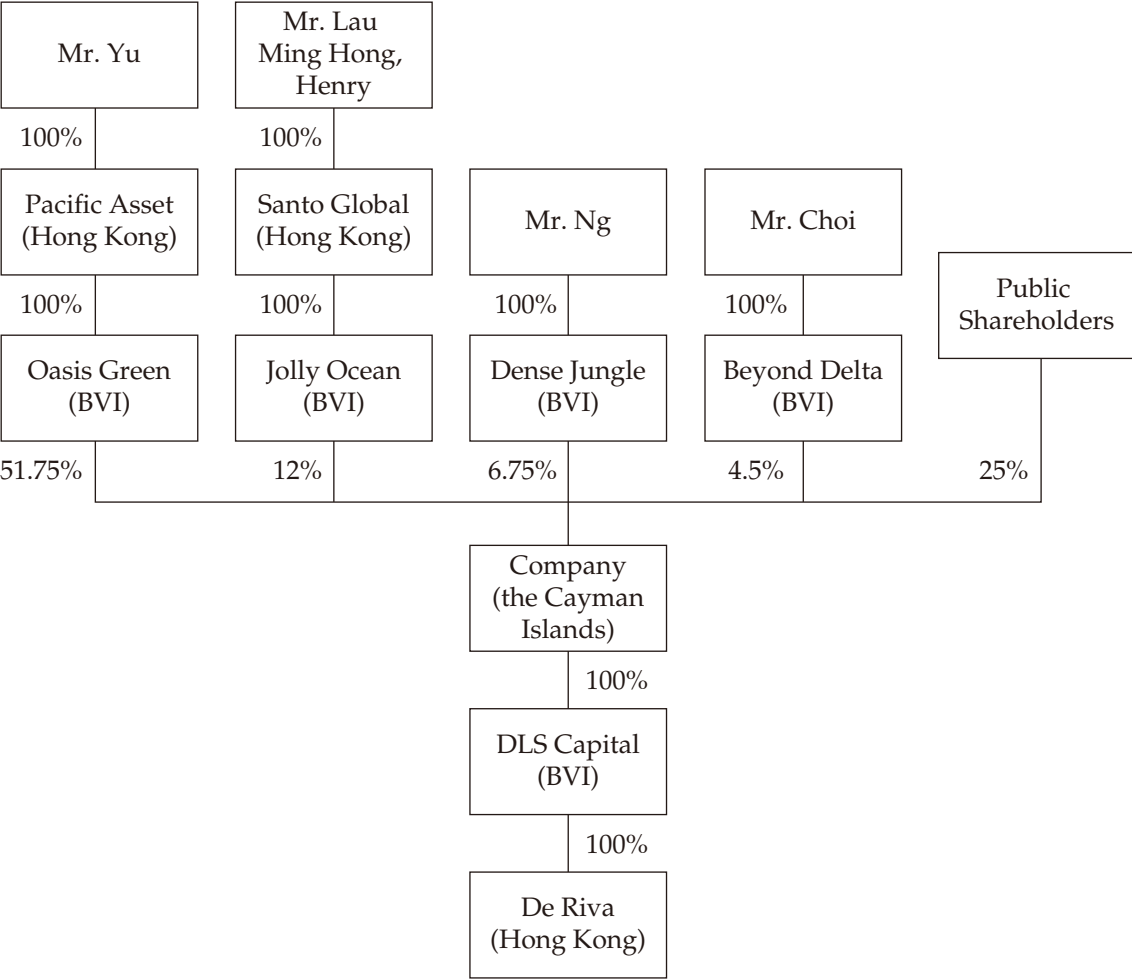 Mr. Yu
Mr. Lau
Ming Hong,
Henry
100%
100%
Pacific Asset
(Hong Kong)
Santo Global
(Hong Kong)
Mr. Ng
Mr. Choi
Public
Shareholders
100%
100%
100%
100%
Oasis Green
(BVI)
Jolly Ocean
(BVI)
Dense Jungle
(BVI)
Beyond Delta
(BVI)
51.75%
12%
6.75%
4.5%
25%
Company
(the Cayman
Islands)
100%
DLS Capital
(BVI)
100%
De Riva
(Hong Kong)